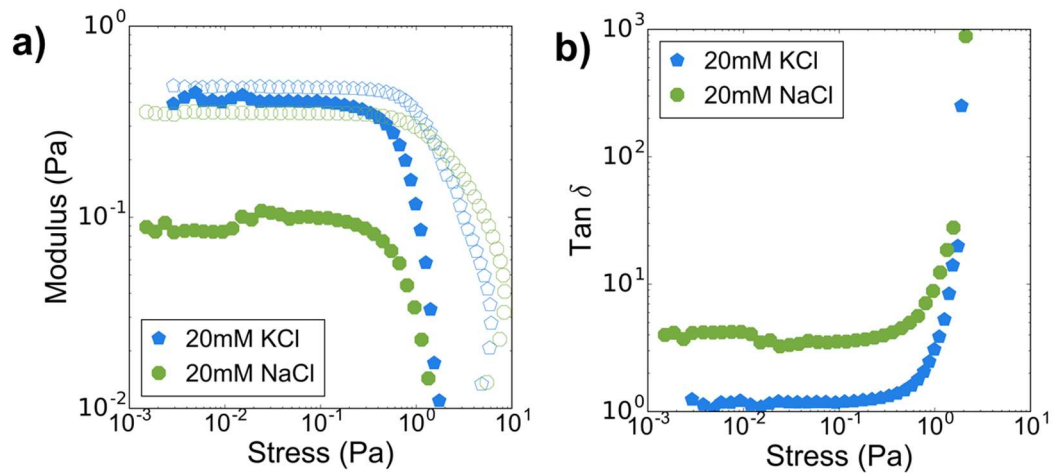 a)
Modulus (Pa)
10^0
10^-1
10^-2
20mM KCl
20mM NaCl
10^-3 10^-2 10^-1 10^0 10^1
Stress (Pa)
b)
Tan δ
10^3
10^2
10^1
10^0
20mM KCl
20mM NaCl
10^-3 10^-2 10^-1 10^0 10^1
Stress (Pa)